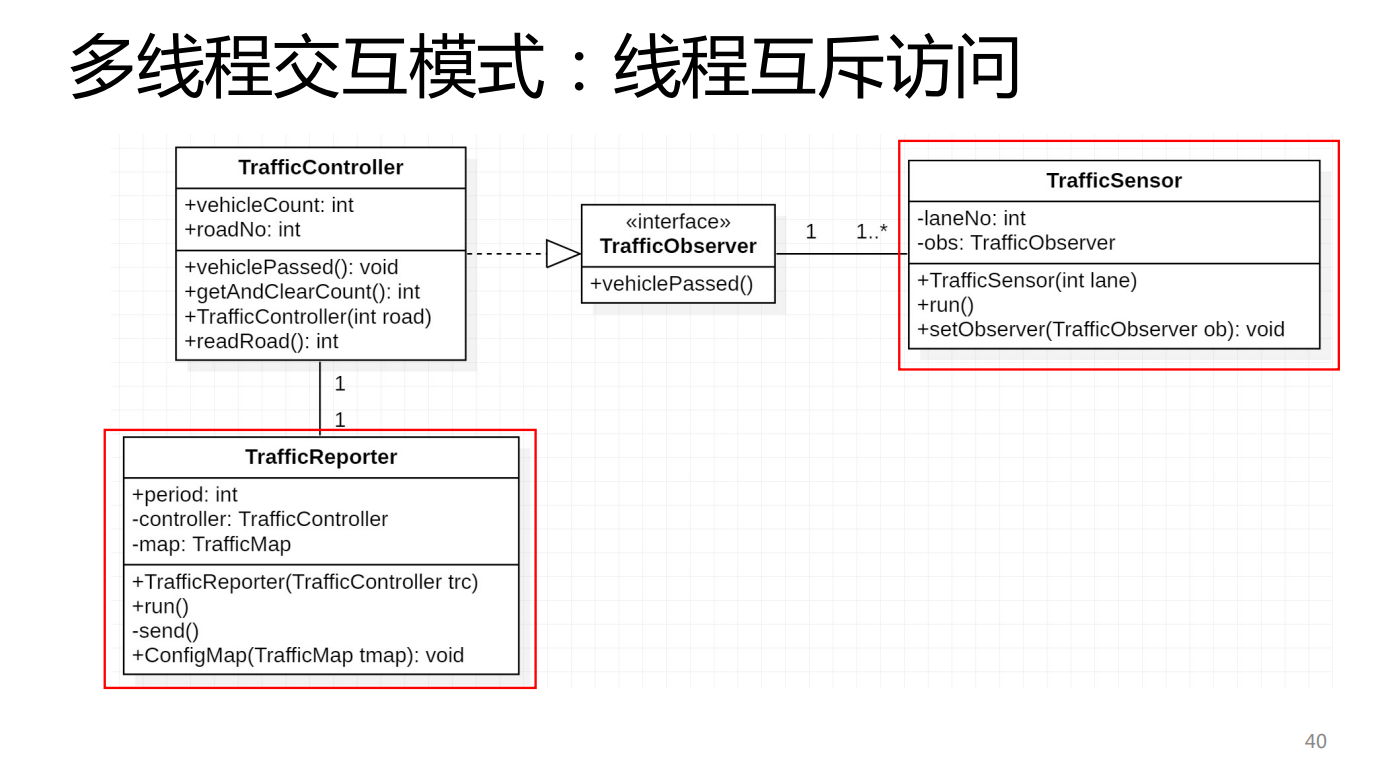 多线程交互模式：线程互斥访问
TrafficController
+vehicleCount: int
+roadNo: int
+vehiclePassed(): void
+getAndClearCount(): int
+TrafficController(int road)
+readRoad(): int
«interface»
TrafficObserver
+vehiclePassed()
1
1..*
TrafficSensor
-laneNo: int
-obs: TrafficObserver
+TrafficSensor(int lane)
+run()
+setObserver(TrafficObserver ob): void
1
1
TrafficReporter
+period: int
-controller: TrafficController
-map: TrafficMap
+TrafficReporter(TrafficController trc)
+run()
-send()
+ConfigMap(TrafficMap tmap): void
40